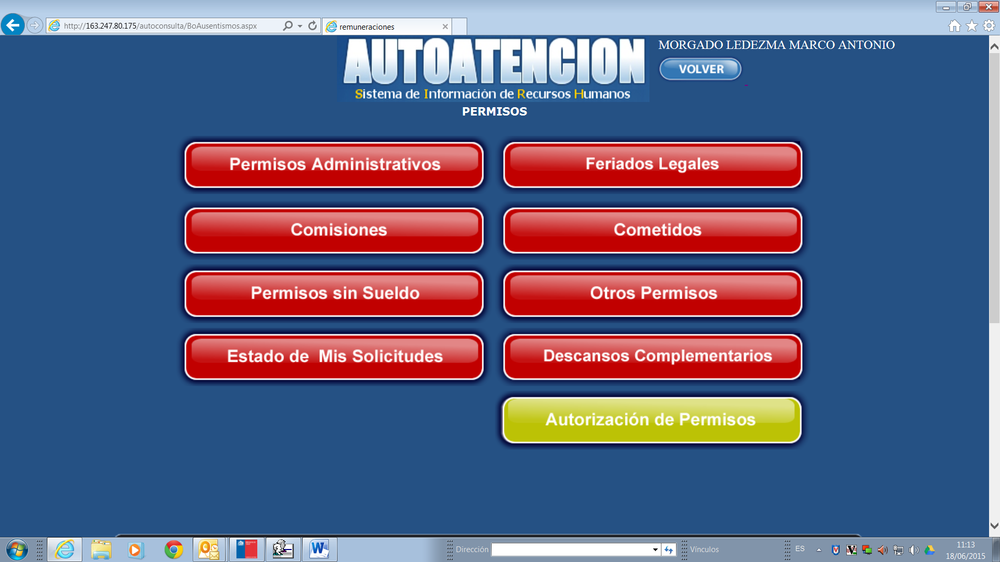 http://163.247.80.175/autoconsulta/BoAusentismos.aspx
remuneraciones
AUTOATENCION
Sistema de Información de Recursos Humanos
MORGADO LEDEZMA MARCO ANTONIO
VOLVER
PERMISOS
Permisos Administrativos
Feriados Legales
Comisiones
Cometidos
Permisos sin Sueldo
Otros Permisos
Estado de Mis Solicitudes
Descansos Complementarios
Autorización de Permisos
Dirección
Vínculos
ES
11:13
18/06/2015